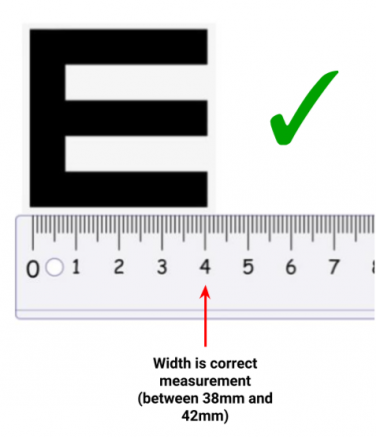 E
0 1 2 3 4 5 6 7
Width is correct
measurement
(between 38mm and
42mm)